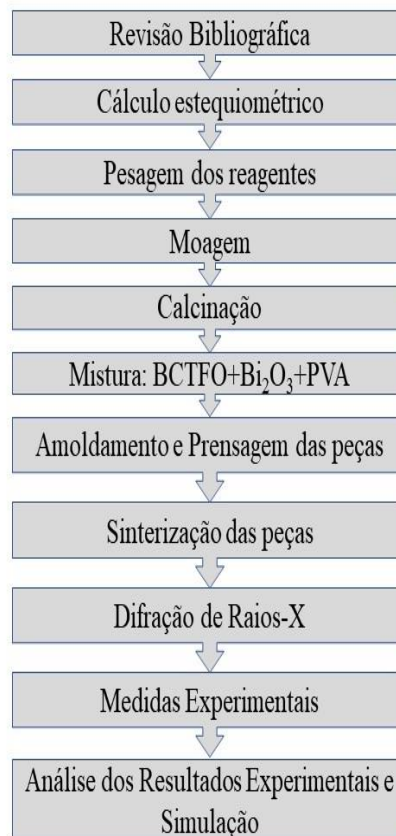 Revisão Bibliográfica
Cálculo estequiométrico
Pesagem dos reagentes
Moagem
Calcinação
Mistura: BCTFO+Bi₂O₃+PVA
Amoldamento e Prensagem das peças
Sinterização das peças
Difração de Raios-X
Medidas Experimentais
Análise dos Resultados Experimentais e
Simulação